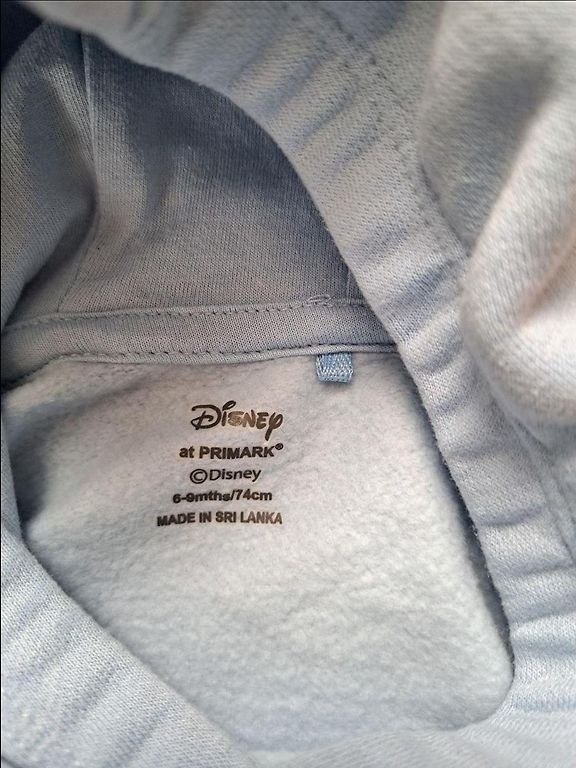 Disney
at PRIMARK®
©Disney
6-9mths/74cm
MADE IN SRI LANKA